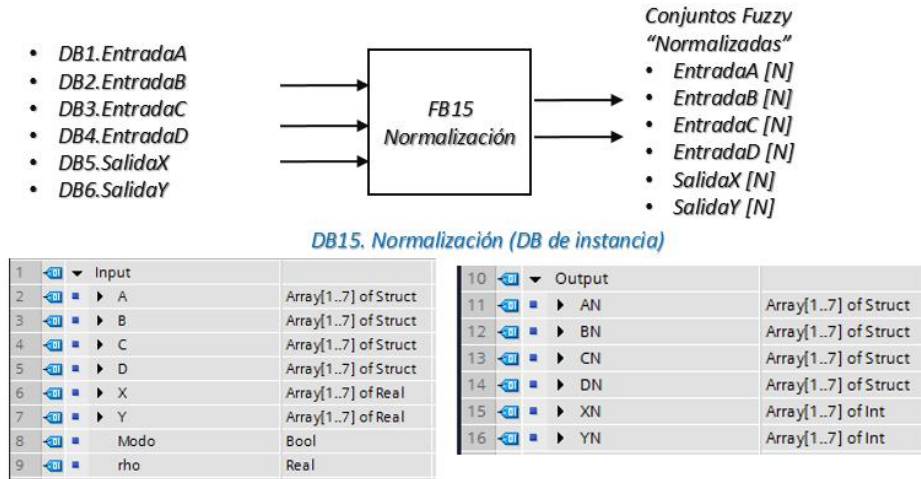 • DB1.EntradaA
• DB2.EntradaB
• DB3.EntradaC
• DB4.EntradaD
• DB5.SalidaX
• DB6.SalidaY
FB15
Normalización
Conjuntos Fuzzy
“Normalizadas”
• EntradaA [N]
• EntradaB [N]
• EntradaC [N]
• EntradaD [N]
• SalidaX [N]
• SalidaY [N]
DB15. Normalización (DB de instancia)
1 Input
2 A Array[1..7] of Struct
3 B Array[1..7] of Struct
4 C Array[1..7] of Struct
5 D Array[1..7] of Struct
6 X Array[1..7] of Real
7 Y Array[1..7] of Real
8 Modo Bool
9 rho Real
10 Output
11 AN Array[1..7] of Struct
12 BN Array[1..7] of Struct
13 CN Array[1..7] of Struct
14 DN Array[1..7] of Struct
15 XN Array[1..7] of Int
16 YN Array[1..7] of Int